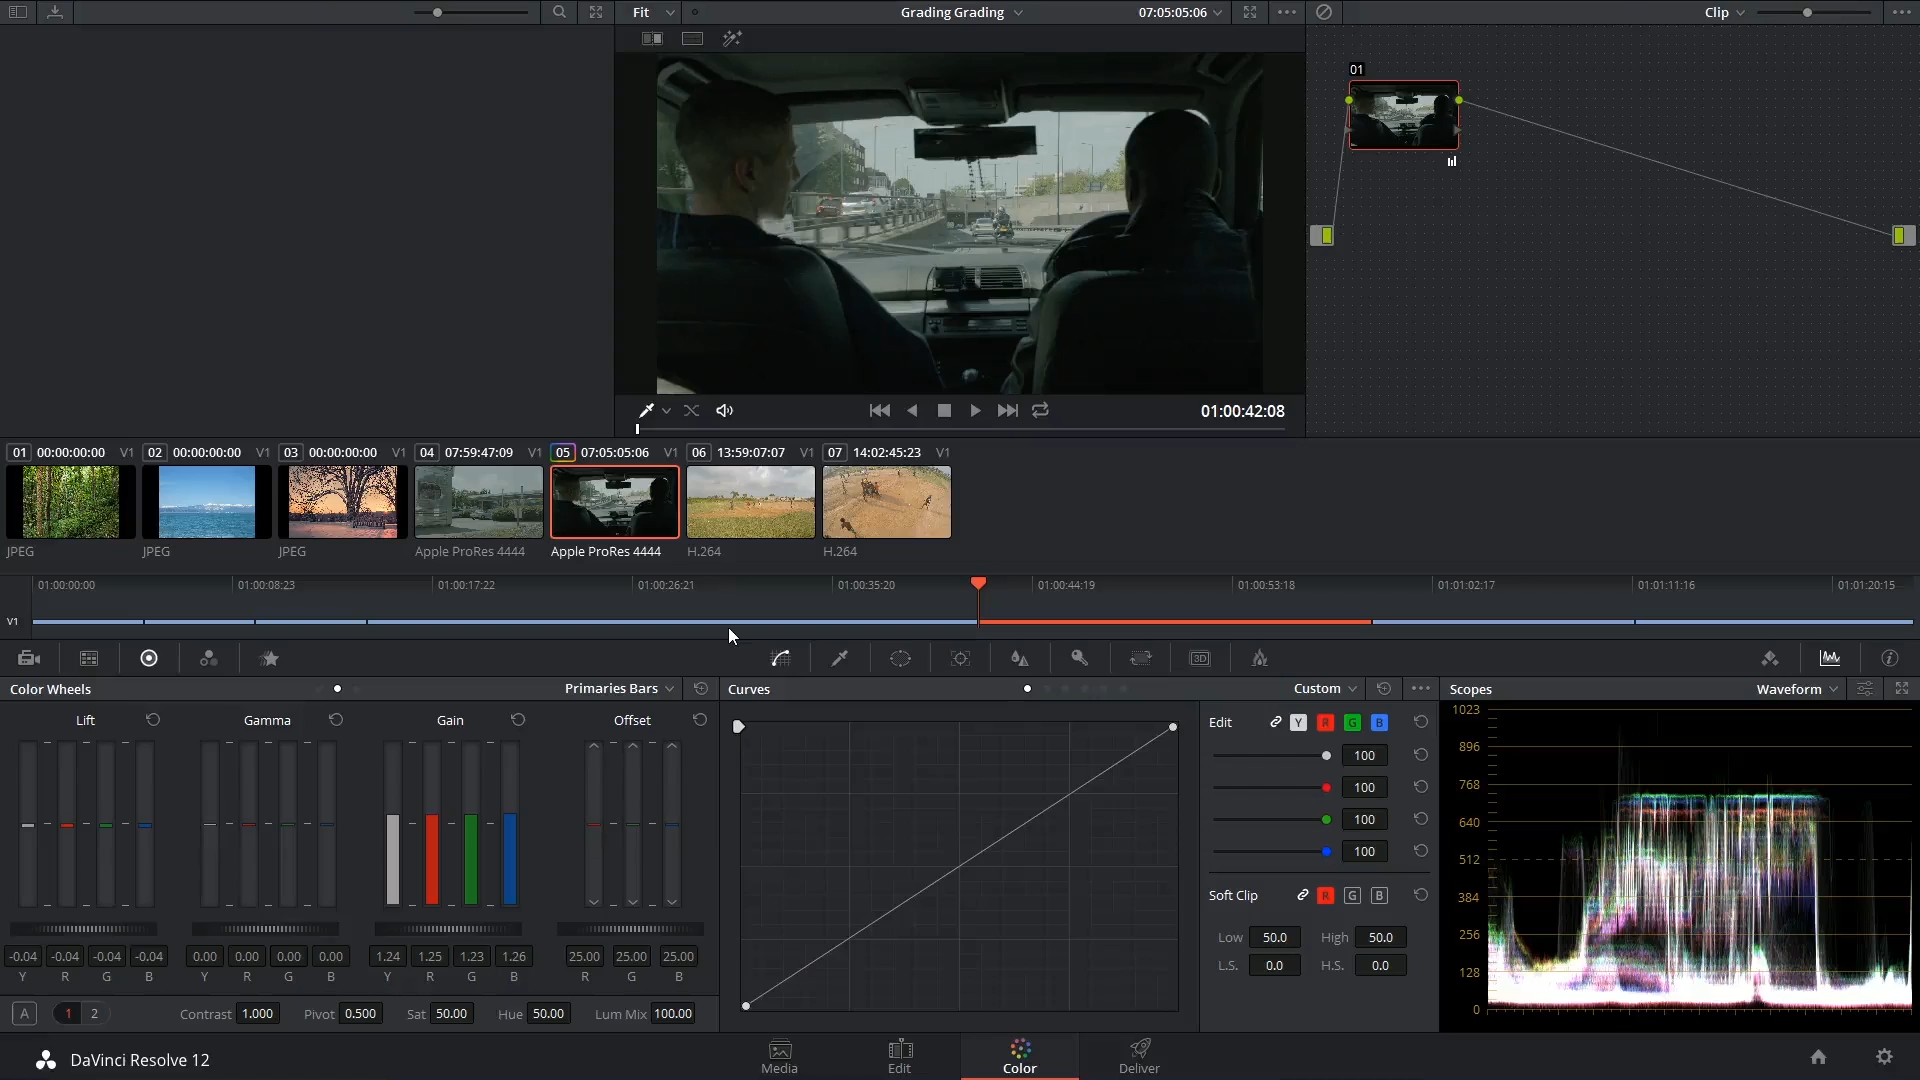 Fit
Grading Grading
07:05:05:06
Clip
01
01:00:42:08
01 00:00:00:00 V1
02 00:00:00:00 V1
03 00:00:00:00 V1
04 07:59:47:09 V1
05 07:05:05:06 V1
06 13:59:07:07 V1
07 14:02:45:23 V1
JPEG
JPEG
JPEG
Apple ProRes 4444
Apple ProRes 4444
H.264
H.264
01:00:00:00
01:00:08:23
01:00:17:22
01:00:26:21
01:00:35:20
01:00:44:19
01:00:53:18
01:01:02:17
01:01:11:16
01:01:20:15
V1
3D
Color Wheels
Primaries Bars
Lift
Gamma
Gain
Offset
-0.04 -0.04 -0.04 -0.04
Y R G B
0.00 0.00 0.00 0.00
Y R G B
1.24 1.25 1.23 1.26
Y R G B
25.00 25.00 25.00
R G B
A
1 2
Contrast 1.000
Pivot 0.500
Sat 50.00
Hue 50.00
Lum Mix 100.00
Curves
Custom
Edit Y R G B
100
100
100
100
Soft Clip R G B
Low 50.0 High 50.0
L.S. 0.0 H.S. 0.0
Scopes
Waveform
1023
896
768
640
512
384
256
128
0
DaVinci Resolve 12
Media
Edit
Color
Deliver